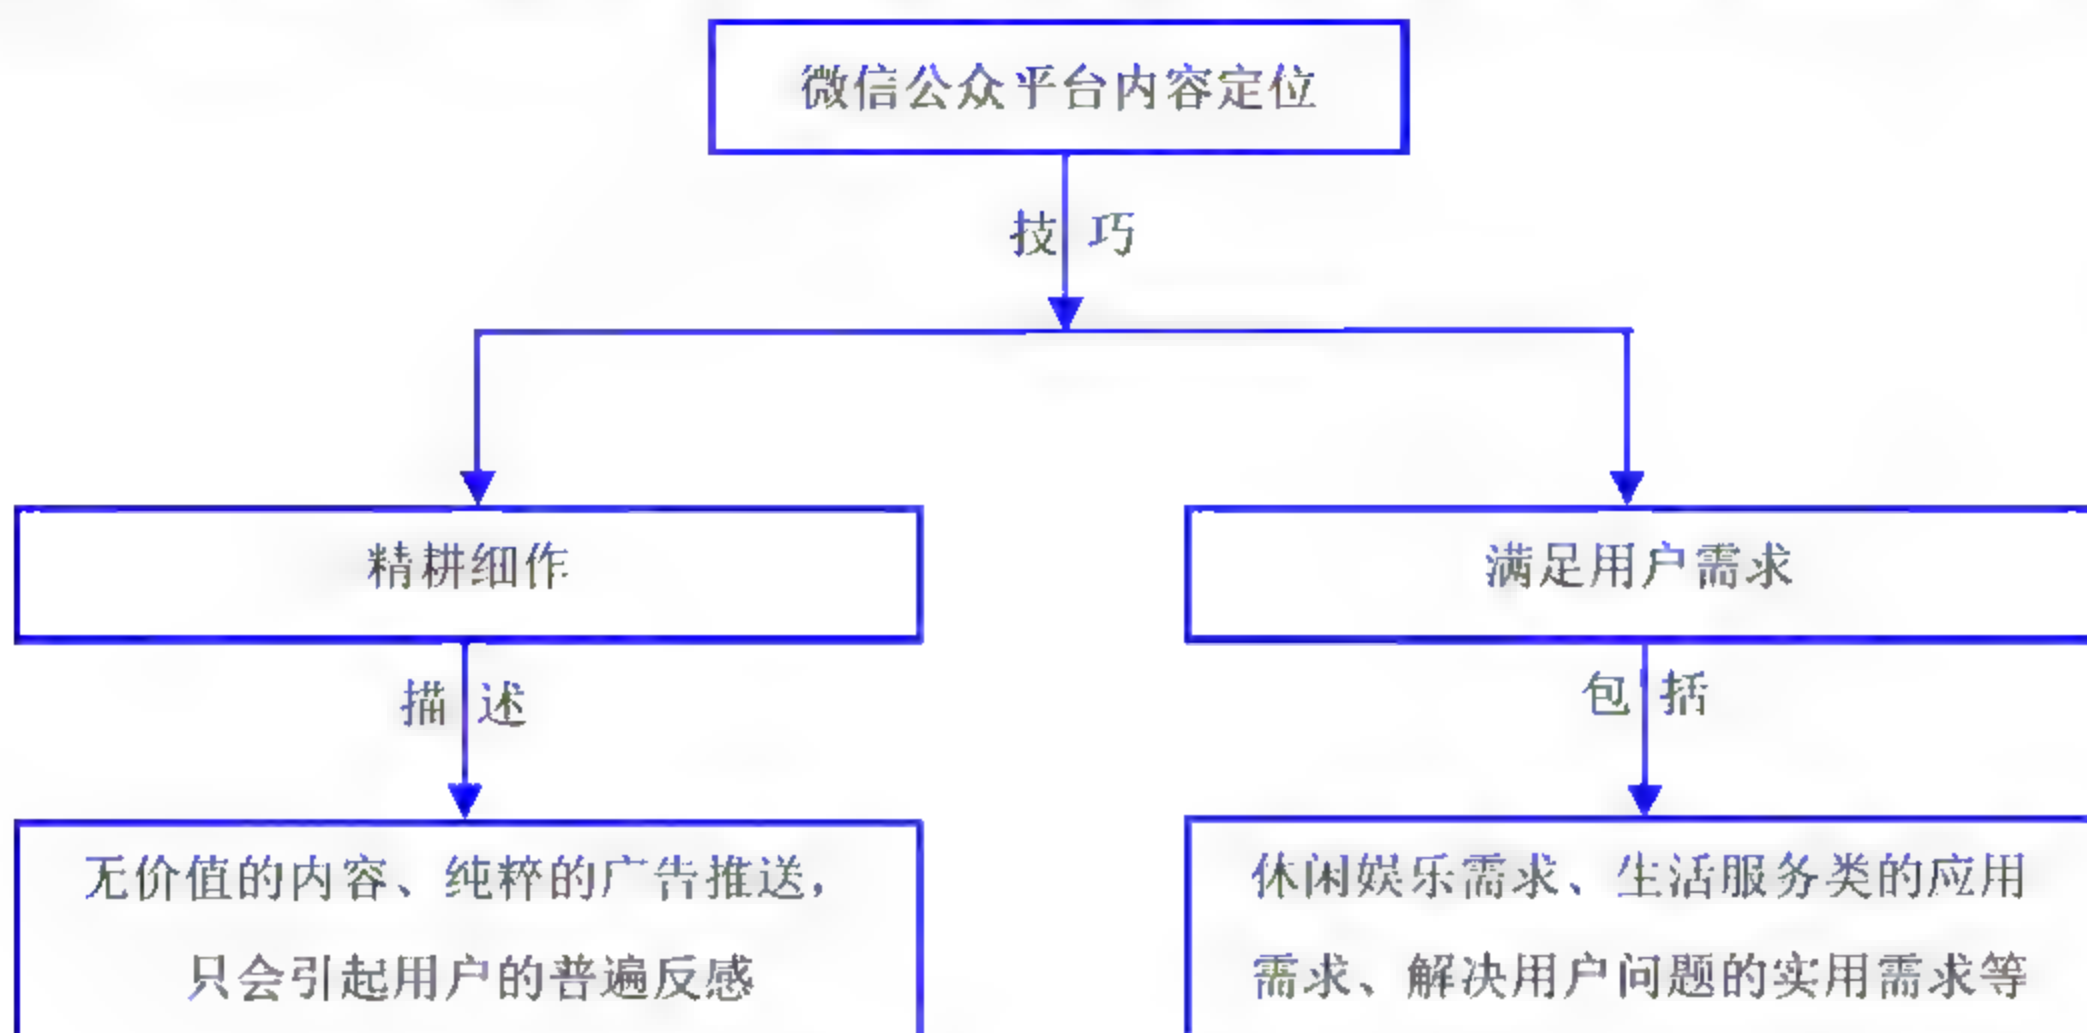 微信公众平台内容定位
技巧
精耕细作
满足用户需求
描述
包括
无价值的内容、纯粹的广告推送，
只会引起用户的普遍反感
休闲娱乐需求、生活服务类的应用
需求、解决用户问题的实用需求等